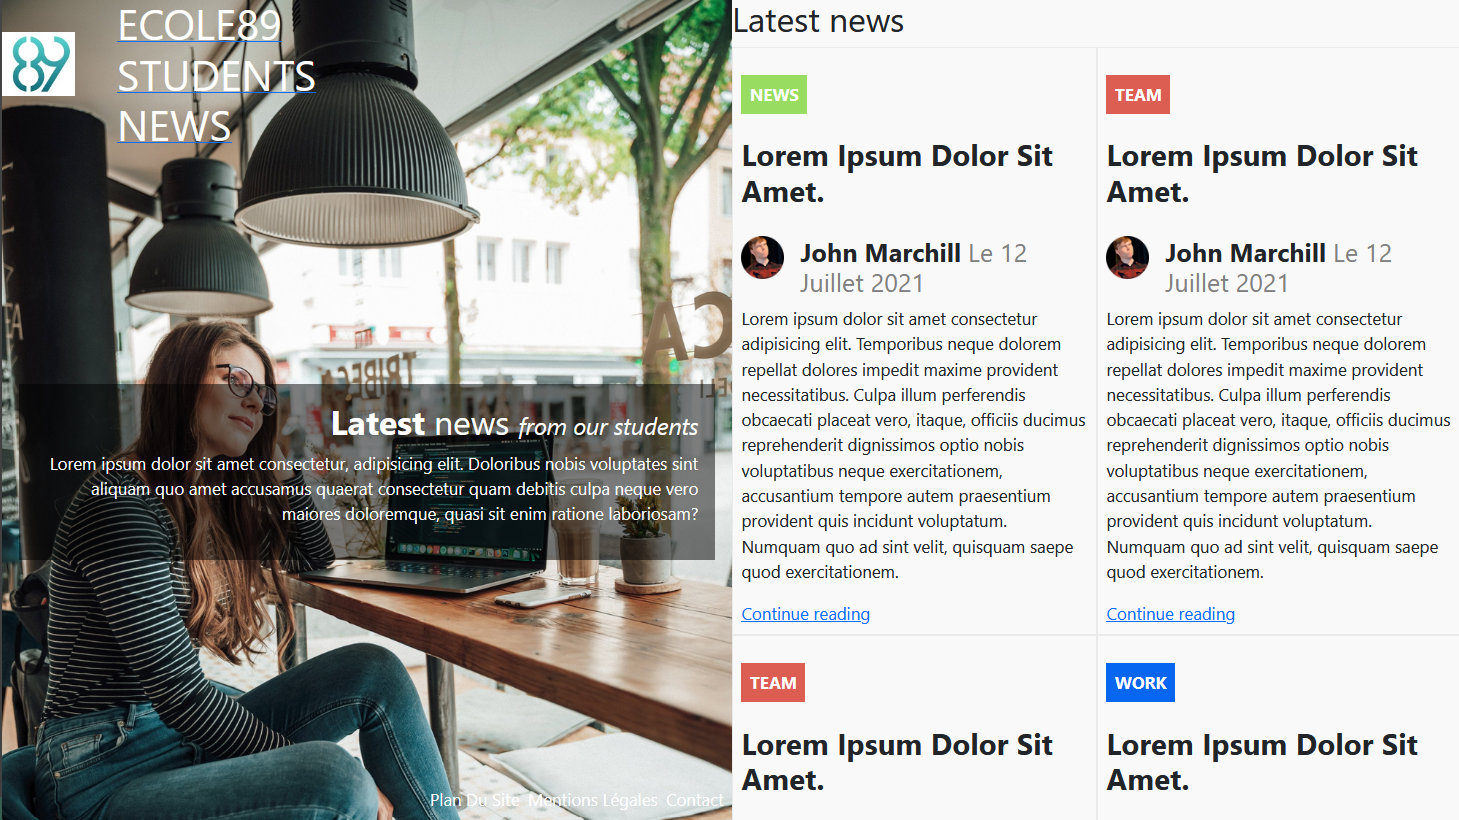 89
ECOLE89
STUDENTS
NEWS
TRIBECA
CA
Latest news from our students
Lorem ipsum dolor sit amet consectetur, adipisicing elit. Doloribus nobis voluptates sint
aliquam quo amet accusamus quaerat consectetur quam debitis culpa neque vero
maiores doloremque, quasi sit enim ratione laboriosam?
Plan Du Site Mentions Légales Contact
Latest news
NEWS
Lorem Ipsum Dolor Sit
Amet.
John Marchill Le 12
Juillet 2021
Lorem ipsum dolor sit amet consectetur
adipisicing elit. Temporibus neque dolorem
repellat dolores impedit maxime provident
necessitatibus. Culpa illum perferendis
obcaecati placeat vero, itaque, officiis ducimus
reprehenderit dignissimos optio nobis
voluptatibus neque exercitationem,
accusantium tempore autem praesentium
provident quis incidunt voluptatum.
Numquam quo ad sint velit, quisquam saepe
quod exercitationem.
Continue reading
TEAM
Lorem Ipsum Dolor Sit
Amet.
John Marchill Le 12
Juillet 2021
Lorem ipsum dolor sit amet consectetur
adipisicing elit. Temporibus neque dolorem
repellat dolores impedit maxime provident
necessitatibus. Culpa illum perferendis
obcaecati placeat vero, itaque, officiis ducimus
reprehenderit dignissimos optio nobis
voluptatibus neque exercitationem,
accusantium tempore autem praesentium
provident quis incidunt voluptatum.
Numquam quo ad sint velit, quisquam saepe
quod exercitationem.
Continue reading
TEAM
Lorem Ipsum Dolor Sit
Amet.
WORK
Lorem Ipsum Dolor Sit
Amet.